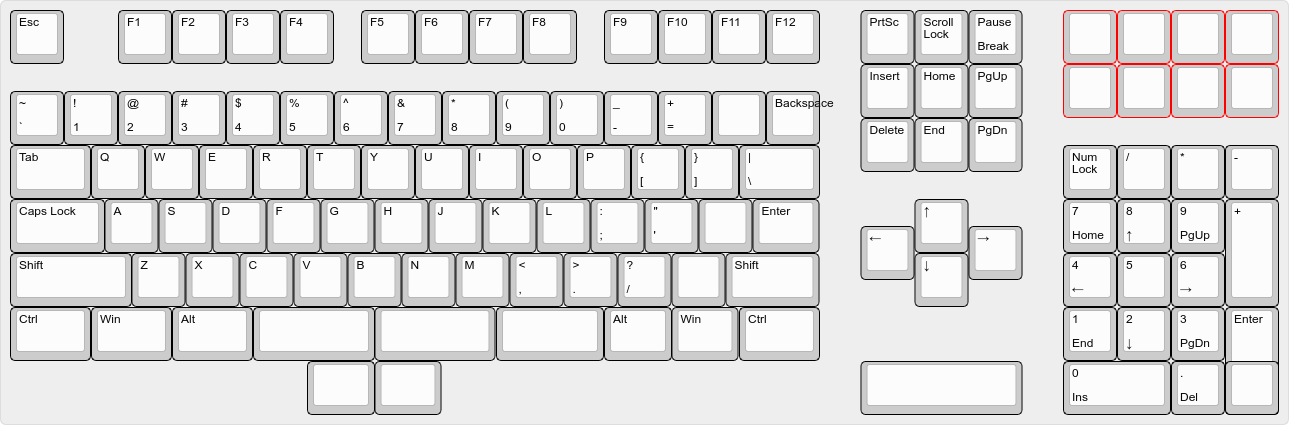 Esc F1 F2 F3 F4 F5 F6 F7 F8 F9 F10 F11 F12 PrtSc Scroll Lock Pause Break
Insert Home PgUp
~ ` ! 1 @ 2 # 3 $ 4 % 5 ^ 6 & 7 * 8 ( 9 ) 0 _ - + = Backspace
Delete End PgDn
Tab Q W E R T Y U I O P { [ } ] | \ Num Lock / * -
Caps Lock A S D F G H J K L : ; " ' Enter ↑ 7 Home 8 ↑ 9 PgUp +
← →
Shift Z X C V B N M < , > . ? / Shift ↓ 4 ← 5 6 →
Ctrl Win Alt Alt Win Ctrl 1 End 2 ↓ 3 PgDn Enter
0 Ins . Del